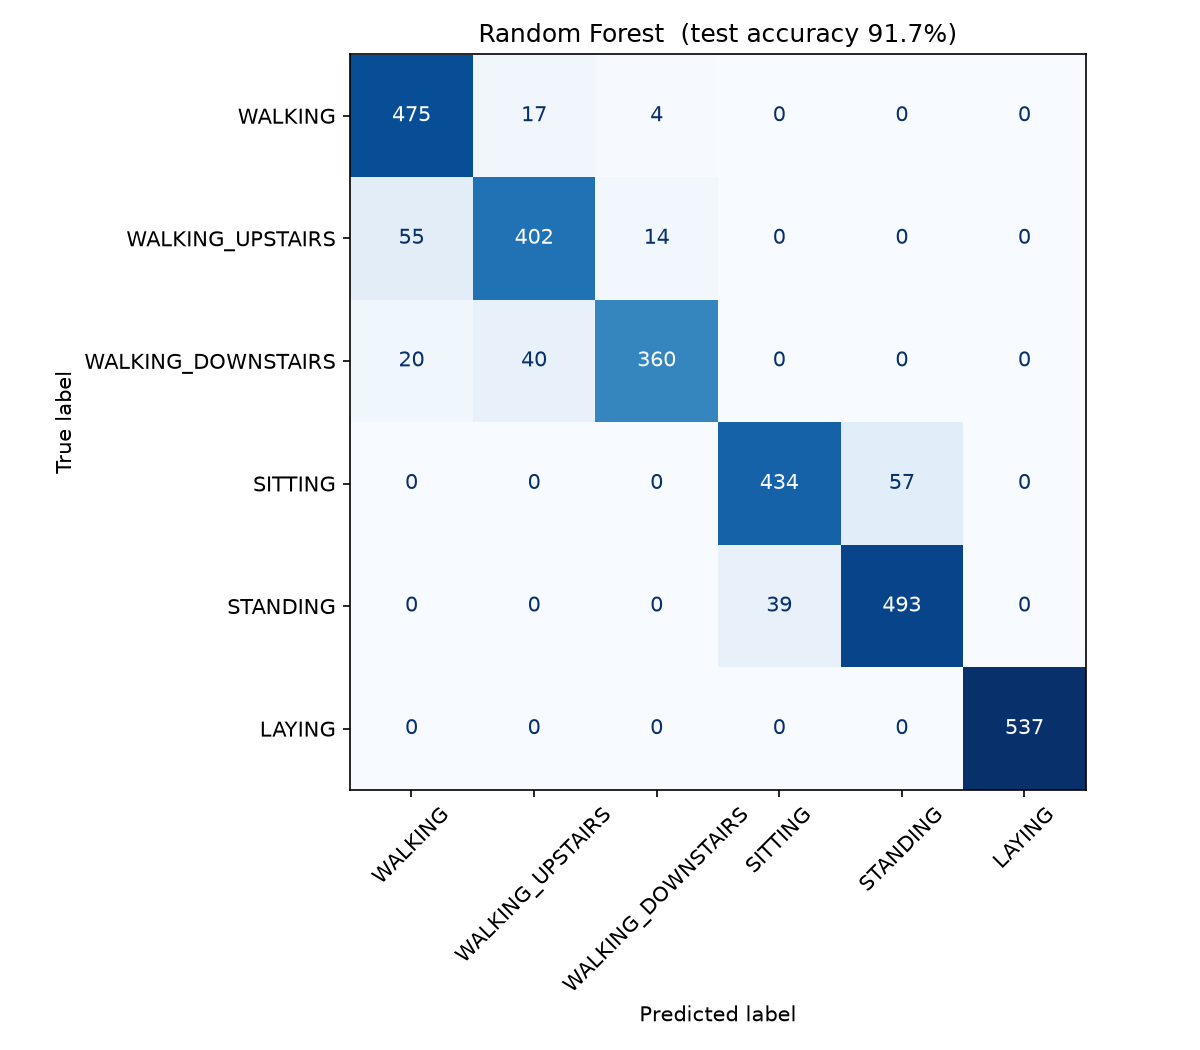 Random Forest  (test accuracy 91.7%)
True label
WALKING 475 17 4 0 0 0
WALKING_UPSTAIRS 55 402 14 0 0 0
WALKING_DOWNSTAIRS 20 40 360 0 0 0
SITTING 0 0 0 434 57 0
STANDING 0 0 0 39 493 0
LAYING 0 0 0 0 0 537
WALKING WALKING_UPSTAIRS WALKING_DOWNSTAIRS SITTING STANDING LAYING
Predicted label